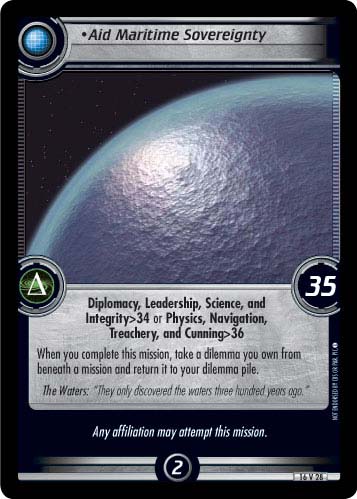 •Aid Maritime Sovereignty
Δ
35
Diplomacy, Leadership, Science, and
Integrity>34 or Physics, Navigation,
Treachery, and Cunning>36
When you complete this mission, take a dilemma you own from
beneath a mission and return it to your dilemma pile.
The Waters: "They only discovered the waters three hundred years ago."
Any affiliation may attempt this mission.
2
16 V 28